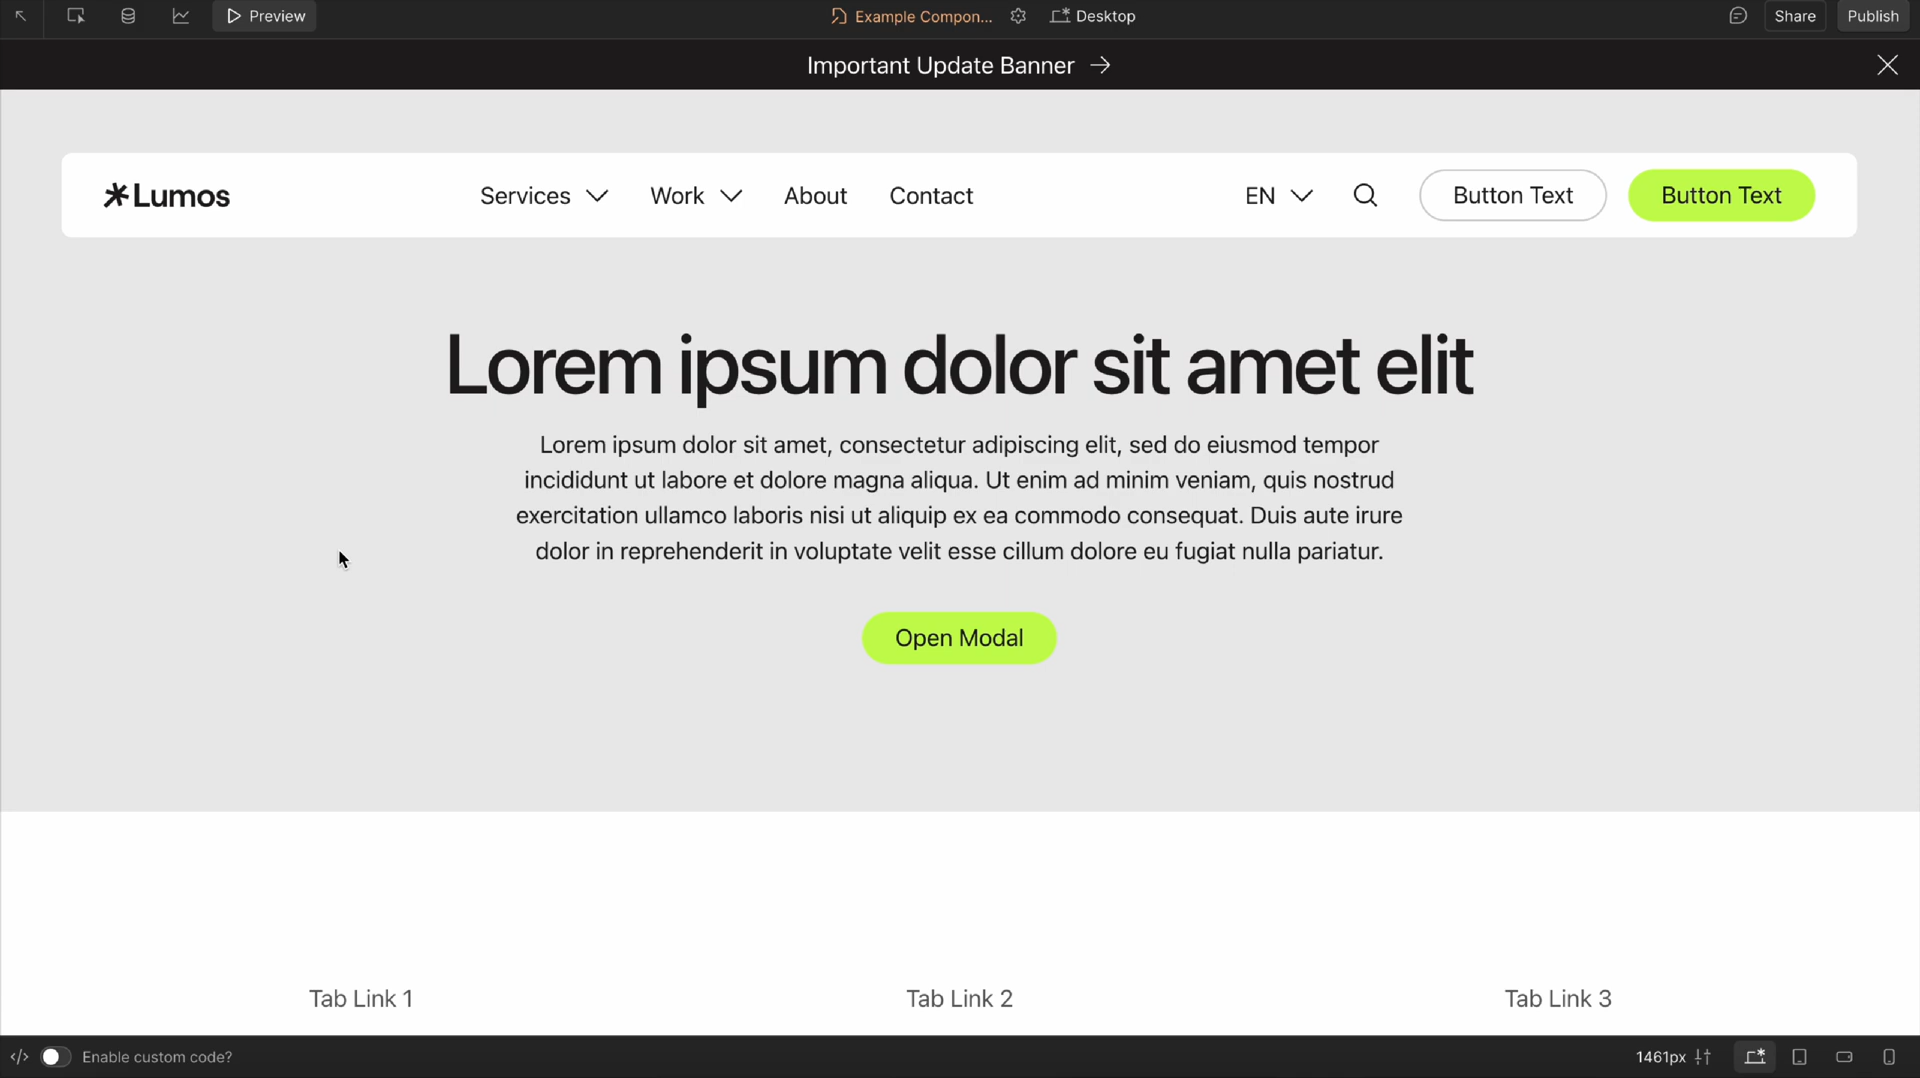 Preview
Example Compon...
Desktop
Share
Publish
Important Update Banner
Lumos
Services
Work
About
Contact
EN
Button Text
Button Text
Lorem ipsum dolor sit amet elit
Lorem ipsum dolor sit amet, consectetur adipiscing elit, sed do eiusmod tempor
incididunt ut labore et dolore magna aliqua. Ut enim ad minim veniam, quis nostrud
exercitation ullamco laboris nisi ut aliquip ex ea commodo consequat. Duis aute irure
dolor in reprehenderit in voluptate velit esse cillum dolore eu fugiat nulla pariatur.
Open Modal
Tab Link 1
Tab Link 2
Tab Link 3
Enable custom code?
1461px